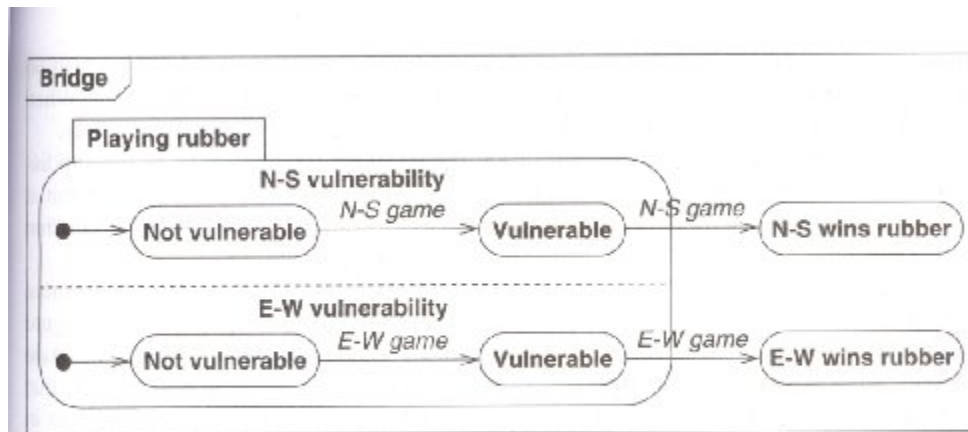 Bridge
Playing rubber
N-S vulnerability
N-S game
N-S game
Not vulnerable
Vulnerable
N-S wins rubber
E-W vulnerability
E-W game
E-W game
Not vulnerable
Vulnerable
E-W wins rubber